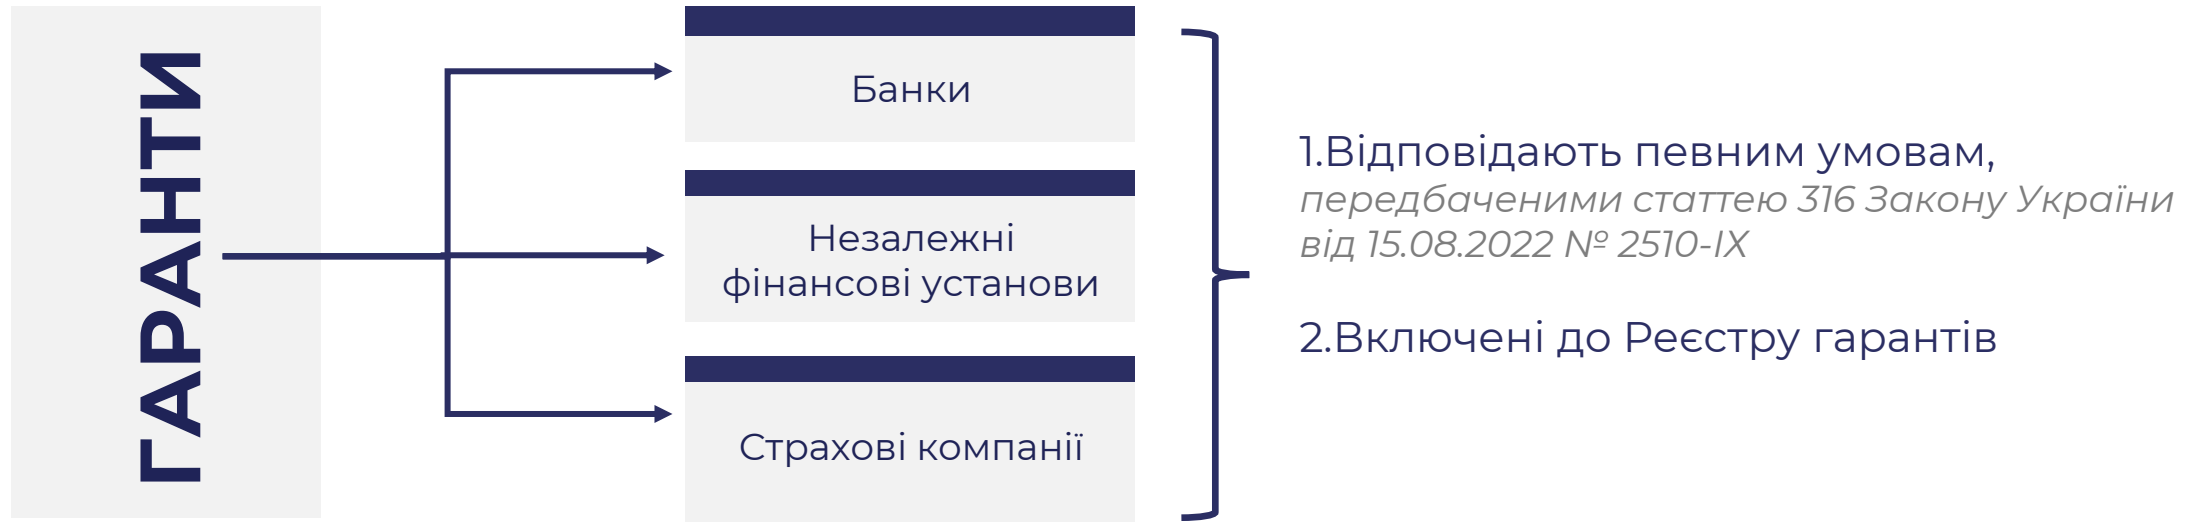 ГАРАНТИ
Банки
Незалежні
фінансові установи
Страхові компанії
1.Відповідають певним умовам,
передбаченими статтею 316 Закону України
від 15.08.2022 № 2510-IX
2.Включені до Реєстру гарантів